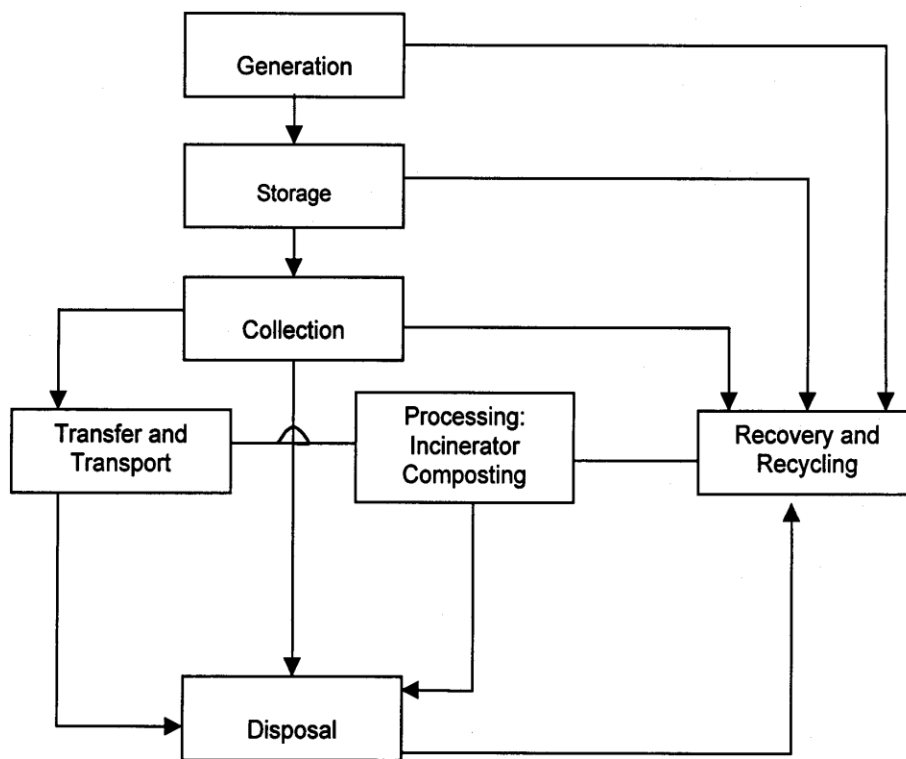 Generation
Storage
Collection
Transfer and
Transport
Processing:
Incinerator
Composting
Recovery and
Recycling
Disposal